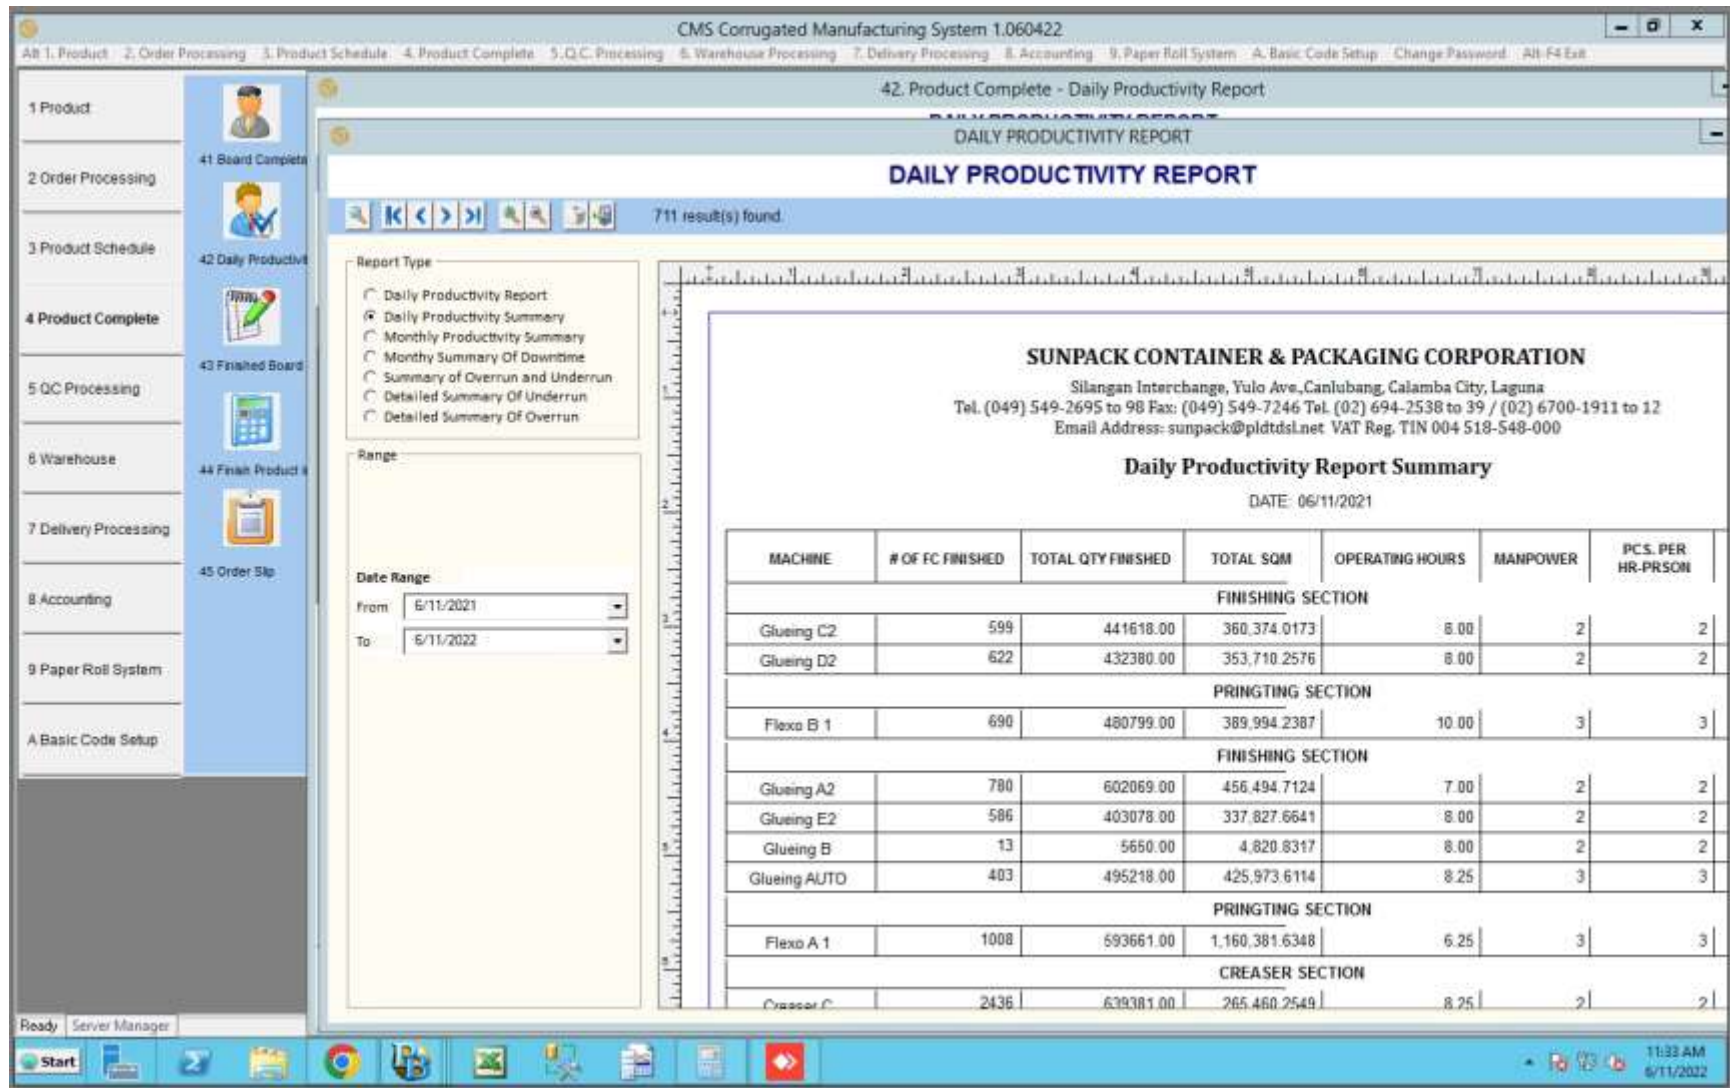 CMS Corrugated Manufacturing System 1.060422
Alt 1. Product 2. Order Processing 3. Product Schedule 4. Product Complete 5. Q.C. Processing 6. Warehouse Processing 7. Delivery Processing 8. Accounting 9. Paper Roll System A. Basic Code Setup Change Password Alt-F4 Exit
1 Product
2 Order Processing
3 Product Schedule
4 Product Complete
5 QC Processing
6 Warehouse
7 Delivery Processing
8 Accounting
9 Paper Roll System
A Basic Code Setup
41 Board Complete
42 Daily Productivit
43 Finished Board
44 Finish Product
45 Order Slip
42. Product Complete - Daily Productivity Report
DAILY PRODUCTIVITY REPORT
DAILY PRODUCTIVITY REPORT
711 result(s) found.
Report Type
Daily Productivity Report
Daily Productivity Summary
Monthly Productivity Summary
Monthy Summary Of Downtime
Summary of Overrun and Underrun
Detailed Summary Of Underrun
Detailed Summary Of Overrun
Range
Date Range
From 6/11/2021
To 6/11/2022
SUNPACK CONTAINER & PACKAGING CORPORATION
Silangan Interchange, Yulo Ave.,Canlubang, Calamba City, Laguna
Tel. (049) 549-2695 to 98 Fax: (049) 549-7246 Tel. (02) 694-2538 to 39 / (02) 6700-1911 to 12
Email Address: sunpack@pldtdsl.net VAT Reg. TIN 004 518-548-000
Daily Productivity Report Summary
DATE: 06/11/2021
MACHINE # OF FC FINISHED TOTAL QTY FINISHED TOTAL SQM OPERATING HOURS MANPOWER PCS. PER HR-PRSON
FINISHING SECTION
Glueing C2 599 441618.00 360,374.0173 8.00 2 2
Glueing D2 622 432380.00 353,710.2576 8.00 2 2
PRINGTING SECTION
Flexo B 1 690 480799.00 389,994.2387 10.00 3 3
FINISHING SECTION
Glueing A2 780 602069.00 456,494.7124 7.00 2 2
Glueing E2 586 403078.00 337,827.6641 8.00 2 2
Glueing B 13 5650.00 4,820.8317 8.00 2 2
Glueing AUTO 403 495218.00 425,973.6114 8.25 3 3
PRINGTING SECTION
Flexo A 1 1008 593661.00 1,160,381.6348 6.25 3 3
CREASER SECTION
Creaser C 2436 639381.00 265,460.2549 8.25 2 2
Ready Server Manager
Start
11:33 AM
6/11/2022